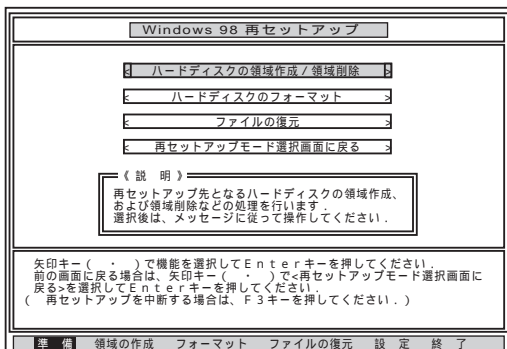 Windows 98 再セットアップ
< ハードディスクの領域作成/領域削除 >
< ハードディスクのフォーマット >
< ファイルの復元 >
< 再セットアップモード選択画面に戻る >
《説 明》
再セットアップ先となるハードディスクの領域作成、
および領域削除などの処理を行います.
選択後は、メッセージに従って操作してください.
矢印キー( ・ )で機能を選択してEnterキーを押してください.
前の画面に戻る場合は、矢印キー( ・ )で<再セットアップモード選択画面に
戻る>を選択してEnterキーを押してください.
( 再セットアップを中断する場合は、F3キーを押してください.)
準 備 領域の作成 フォーマット ファイルの復元 設 定 終 了